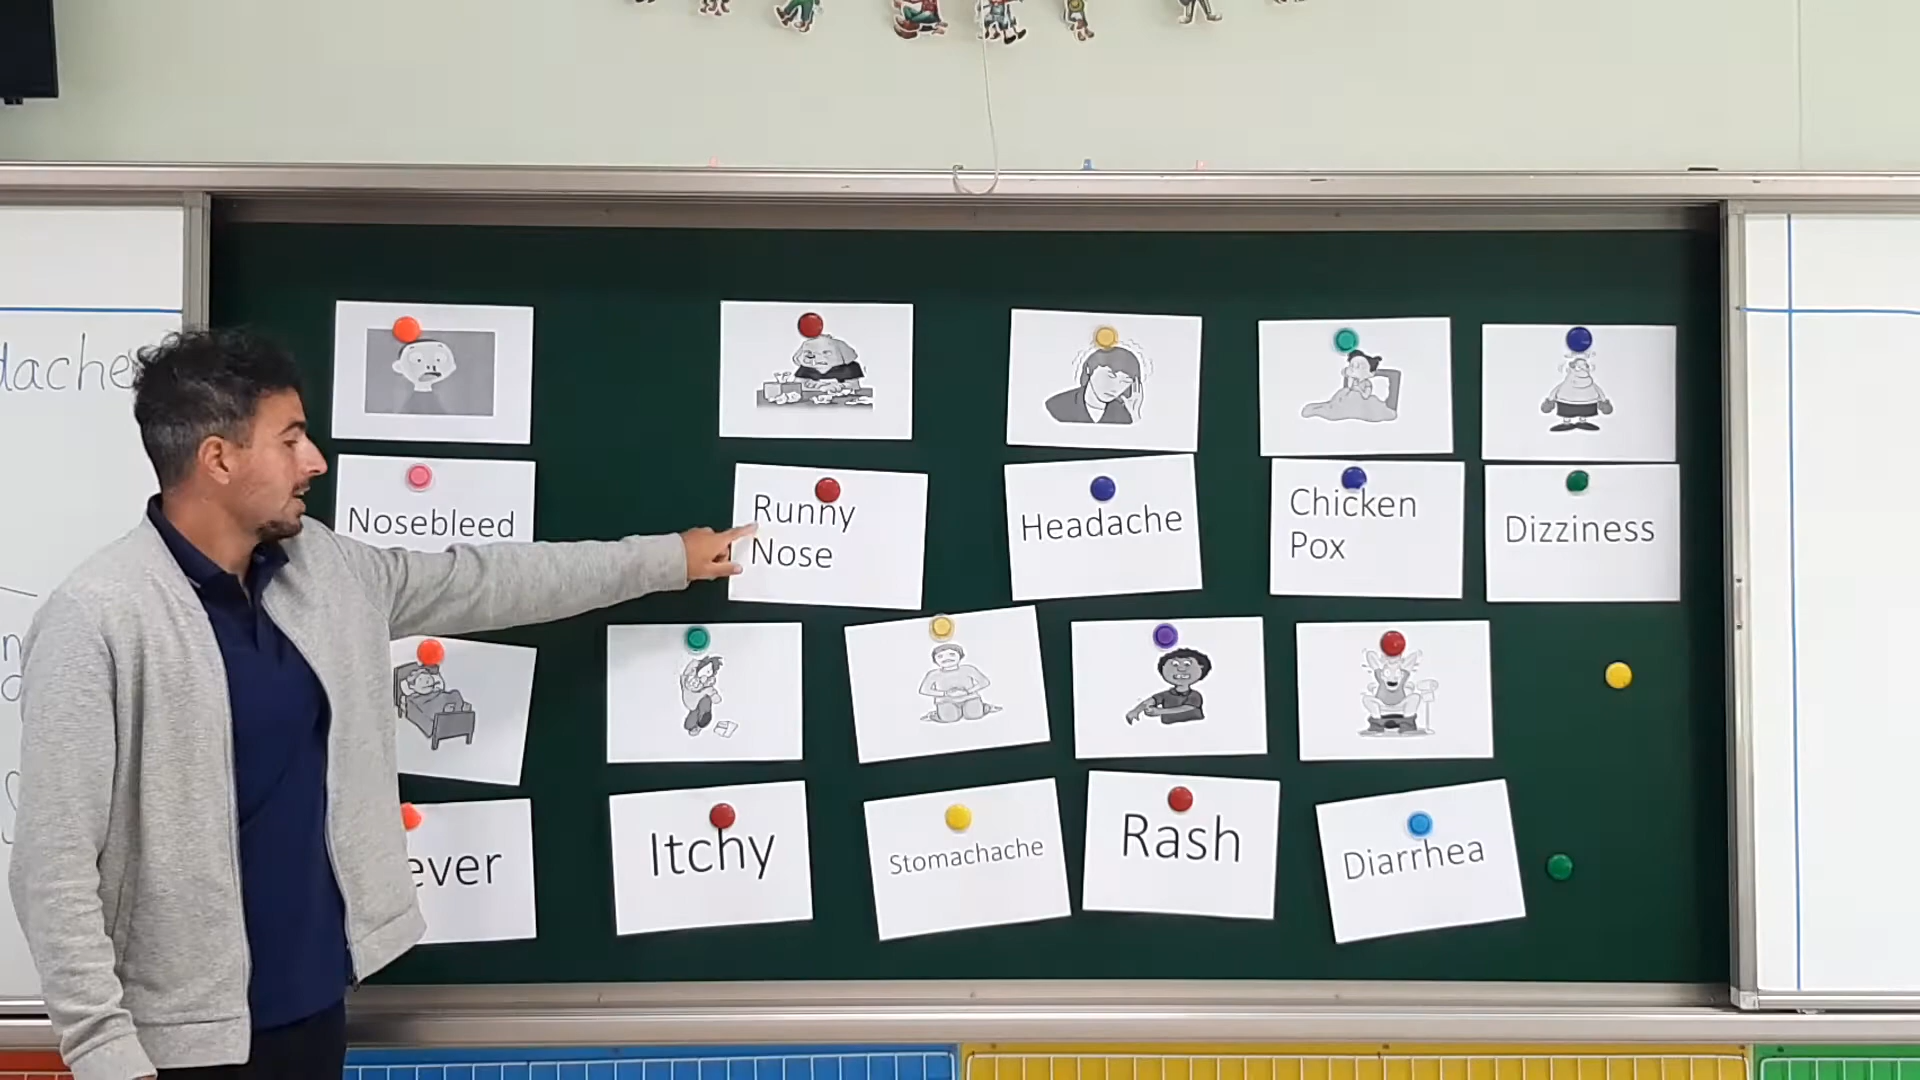 dache
Nosebleed
Runny
Nose
Headache
Chicken
Pox
Dizziness
ever
Itchy
Stomachache
Rash
Diarrhea